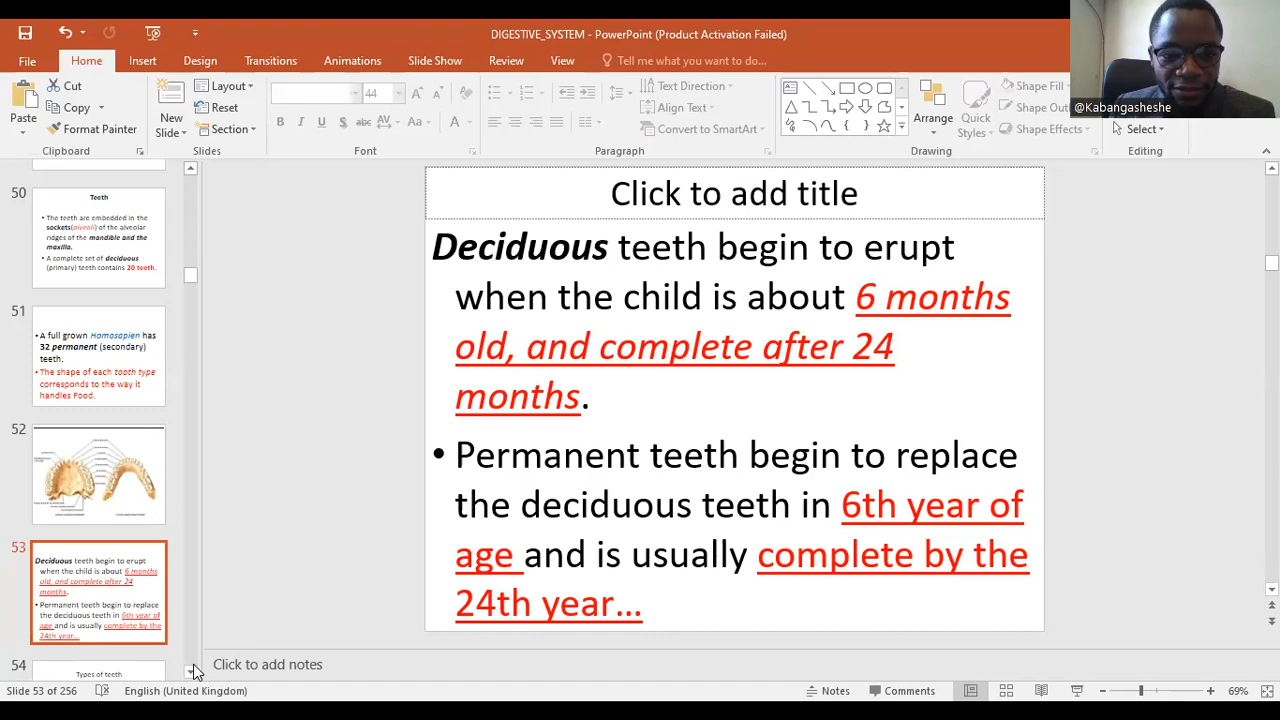 DIGESTIVE_SYSTEM - PowerPoint (Product Activation Failed)
File Home Insert Design Transitions Animations Slide Show Review View Tell me what you want to do...
@Kabangasheshe
Paste
Cut
Copy
Format Painter
Clipboard
New Slide
Layout
Reset
Section
Slides
44
B I U S abc AV Aa A
Font
Text Direction
Align Text
Convert to SmartArt
Paragraph
Arrange
Quick Styles
Shape Fill
Shape Out
Shape Effects
Drawing
Select
Editing
50
Teeth
• The teeth are embedded in the
sockets(alveoli) of the alveolar
ridges of the mandible and the
maxilla.
• A complete set of deciduous
(primary) teeth contains 20 teeth.
51
• A full grown Homosapien has
32 permanent (secondary)
teeth.
• The shape of each tooth type
corresponds to the way it
handles Food.
52
53
Deciduous teeth begin to erupt
when the child is about 6 months
old, and complete after 24
months.
• Permanent teeth begin to replace
the deciduous teeth in 6th year of
age and is usually complete by the
24th year…
54
Types of teeth
Click to add title
Deciduous teeth begin to erupt
when the child is about 6 months
old, and complete after 24
months.
• Permanent teeth begin to replace
the deciduous teeth in 6th year of
age and is usually complete by the
24th year…
Click to add notes
Slide 53 of 256 English (United Kingdom) Notes Comments 69%